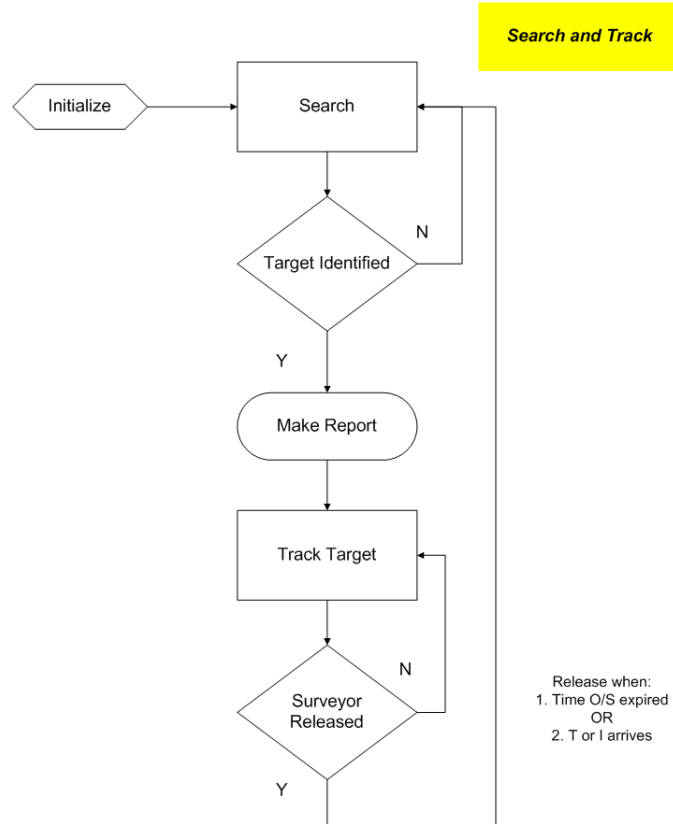 Search and Track
Initialize
Search
N
Target Identified
Y
Make Report
Track Target
N
Surveyor
Released
Y
Release when:
1. Time O/S expired
OR
2. T or I arrives